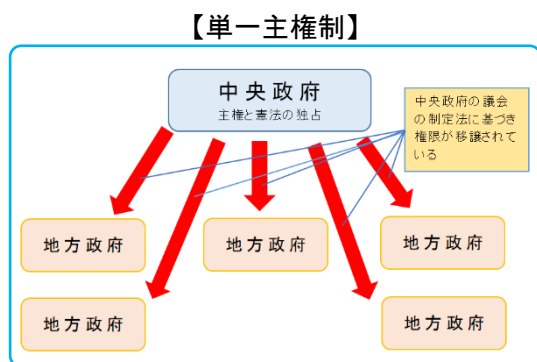 【単一主権制】
中央政府
主権と憲法の独占
中央政府の議会
の制定法に基づき
権限が移譲されて
いる
地方政府
地方政府
地方政府
地方政府
地方政府